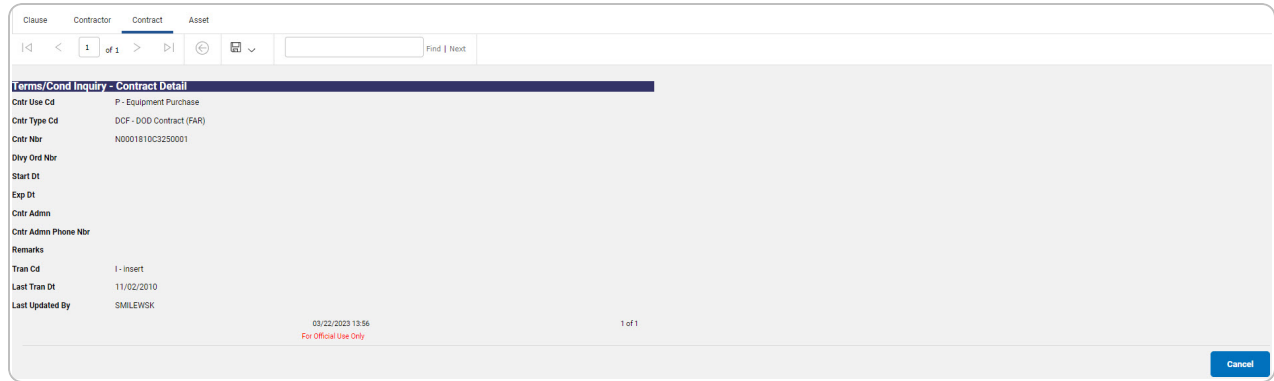 Clause Contractor Contract Asset
1 of 1 Find | Next
Terms/Cond Inquiry - Contract Detail
Cntr Use Cd P - Equipment Purchase
Cntr Type Cd DCF - DOD Contract (FAR)
Cntr Nbr N0001810C3250001
Dlvy Ord Nbr
Start Dt
Exp Dt
Cntr Admn
Cntr Admn Phone Nbr
Remarks
Tran Cd I - insert
Last Tran Dt 11/02/2010
Last Updated By SMILEWSK
03/22/2023 13:56 1 of 1
For Official Use Only
Cancel